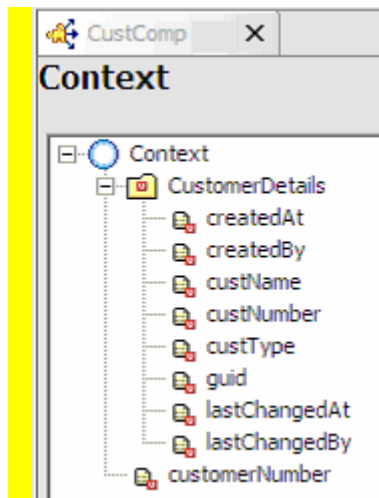 CustComp
Context
Context
CustomerDetails
createdAt
createdBy
custName
custNumber
custType
guid
lastChangedAt
lastChangedBy
customerNumber